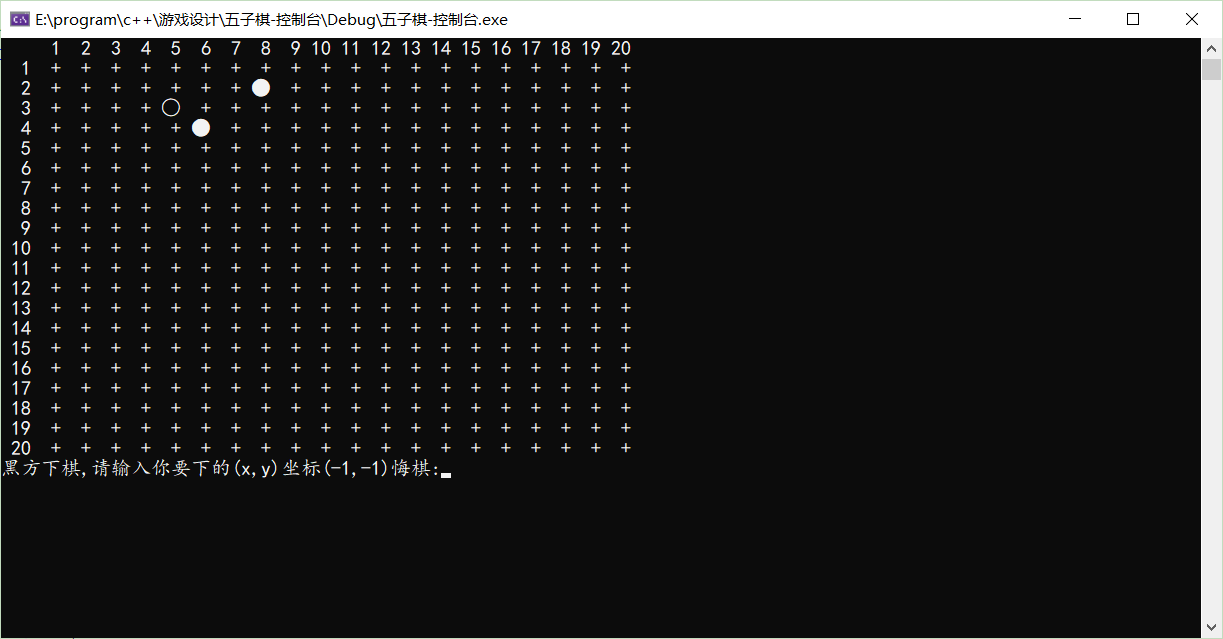 E:\program\c++\游戏设计\五子棋-控制台\Debug\五子棋-控制台.exe
1 2 3 4 5 6 7 8 9 10 11 12 13 14 15 16 17 18 19 20
1 + + + + + + + + + + + + + + + + + + + +
2 + + + + + + + ● + + + + + + + + + + + +
3 + + + + ○ + + + + + + + + + + + + + + +
4 + + + + + ● + + + + + + + + + + + + + +
5 + + + + + + + + + + + + + + + + + + + +
6 + + + + + + + + + + + + + + + + + + + +
7 + + + + + + + + + + + + + + + + + + + +
8 + + + + + + + + + + + + + + + + + + + +
9 + + + + + + + + + + + + + + + + + + + +
10 + + + + + + + + + + + + + + + + + + + +
11 + + + + + + + + + + + + + + + + + + + +
12 + + + + + + + + + + + + + + + + + + + +
13 + + + + + + + + + + + + + + + + + + + +
14 + + + + + + + + + + + + + + + + + + + +
15 + + + + + + + + + + + + + + + + + + + +
16 + + + + + + + + + + + + + + + + + + + +
17 + + + + + + + + + + + + + + + + + + + +
18 + + + + + + + + + + + + + + + + + + + +
19 + + + + + + + + + + + + + + + + + + + +
20 + + + + + + + + + + + + + + + + + + + +
黑方下棋,请输入你要下的(x,y)坐标(-1,-1)悔棋: